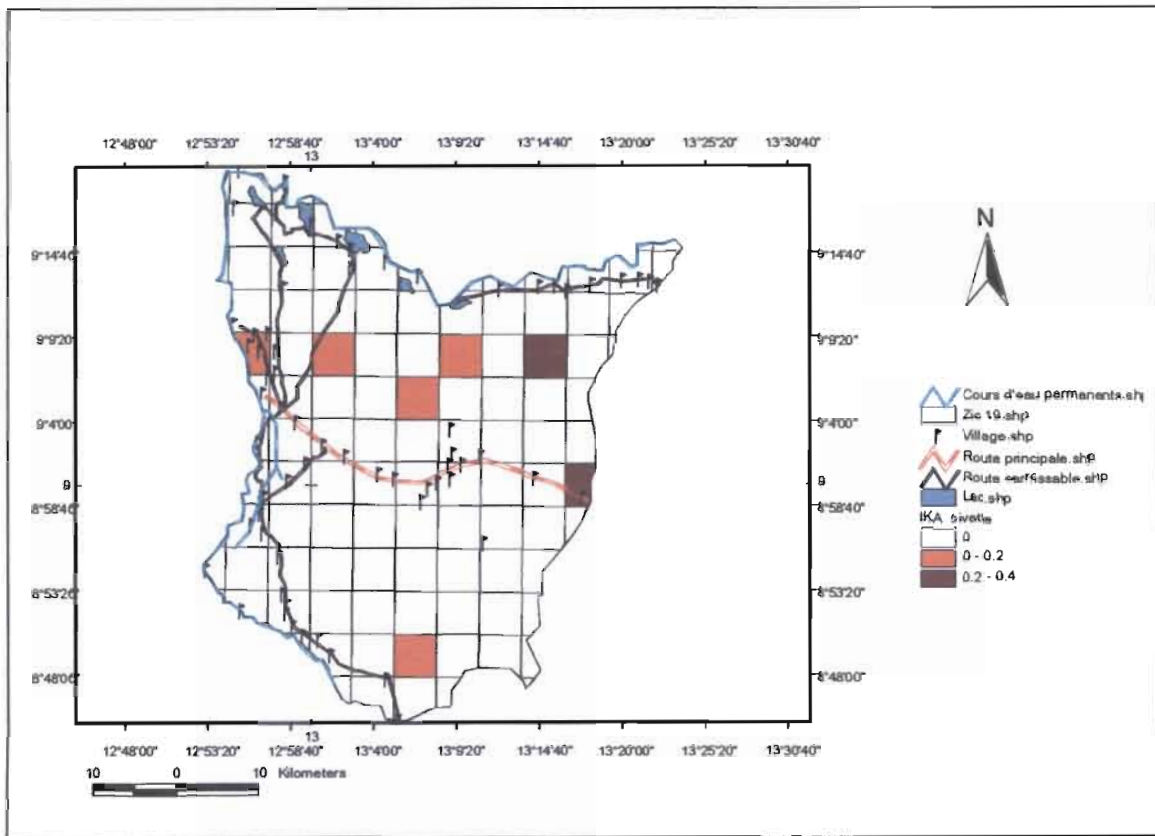 12°48'00" 12°53'20" 12°58'40" 13°4'00" 13°9'20" 13°14'40" 13°20'00" 13°25'20" 13°30'40"
13
N
9°14'40" 9°14'40"
9°9'20" 9°9'20"
9°4'00" 9°4'00"
9 9
8°58'40" 8°58'40"
8°53'20" 8°53'20"
8°48'00" 8°48'00"
Cours d'eau permanents.shp
Zic 19.shp
Village.shp
Route principale.shp
Route carrossable.shp
Lac.shp
IKA
0
0 - 0.2
0.2 - 0.4
13
12°48'00" 12°53'20" 12°58'40" 13°4'00" 13°9'20" 13°14'40" 13°20'00" 13°25'20" 13°30'40"
10 0 10 Kilometers